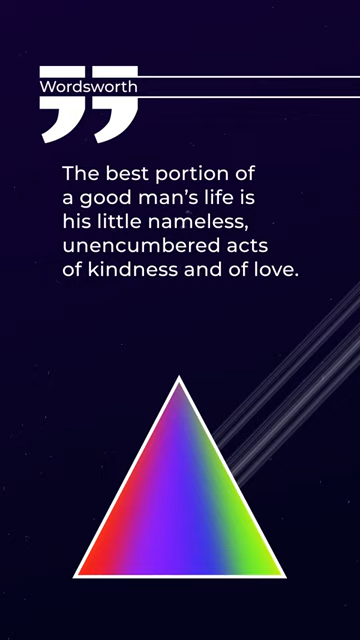 Wordsworth
The best portion of
a good man's life is
his little nameless,
unencumbered acts
of kindness and of love.